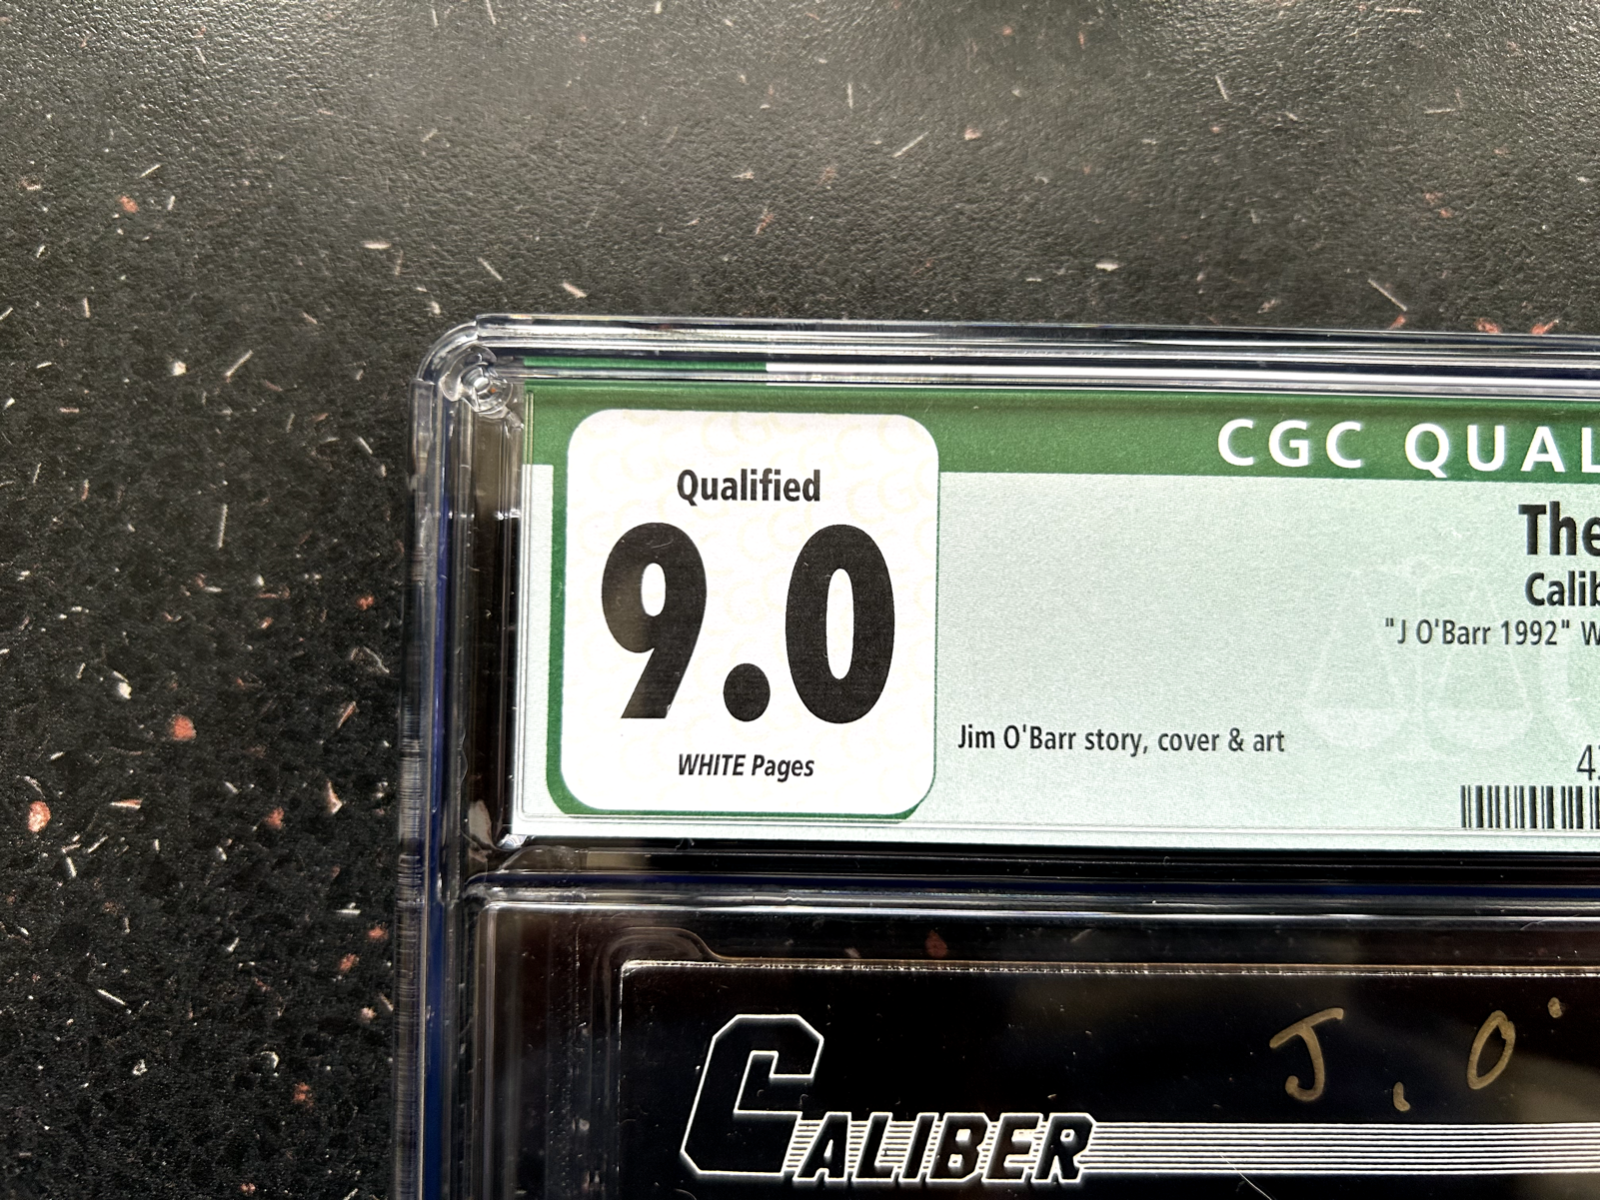 CGC QUAL
Qualified
9.0
WHITE Pages
The
Calib
"J O'Barr 1992" W
Jim O'Barr story, cover & art
J. O'
CALIBER